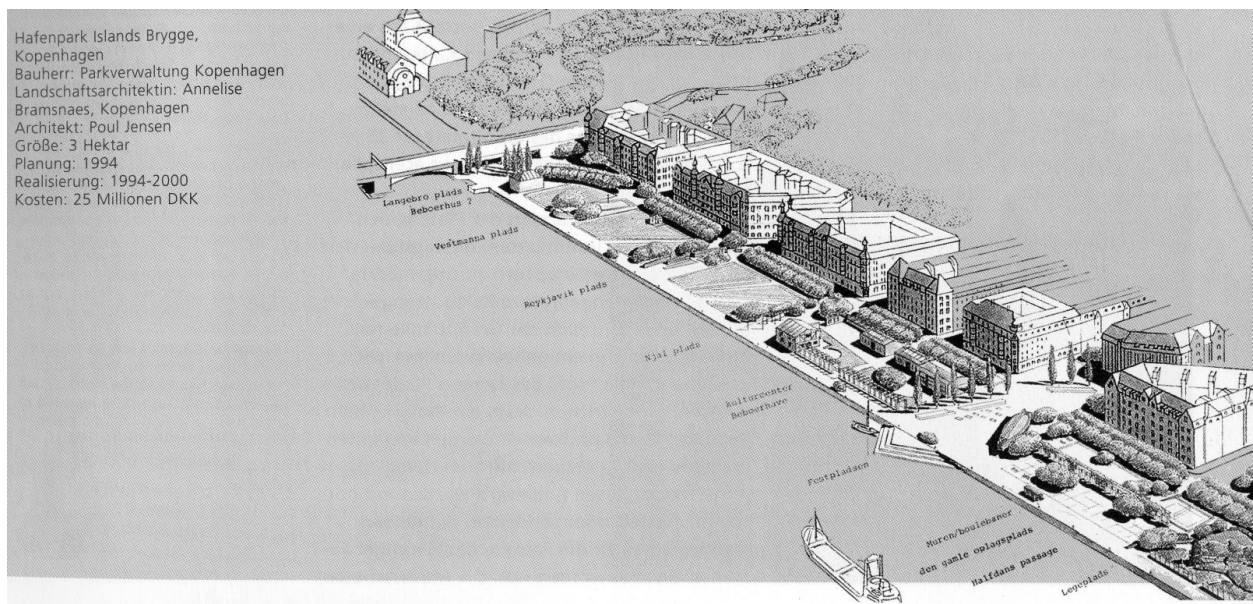 Hafenpark Islands Brygge,
Kopenhagen
Bauherr: Parkverwaltung Kopenhagen
Landschaftsarchitektin: Annelise
Bramsnaes, Kopenhagen
Architekt: Poul Jensen
Größe: 3 Hektar
Planung: 1994
Realisierung: 1994-2000
Kosten: 25 Millionen DKK
Langebro plads
Beboerhus ?
Vestmanna plads
Reykjavik plads
Njal plads
kulturcenter
Beboerhave
Festpladsen
Muren/boulebaner
den gamle oplagsplads
Halfdans passage
Legeplads